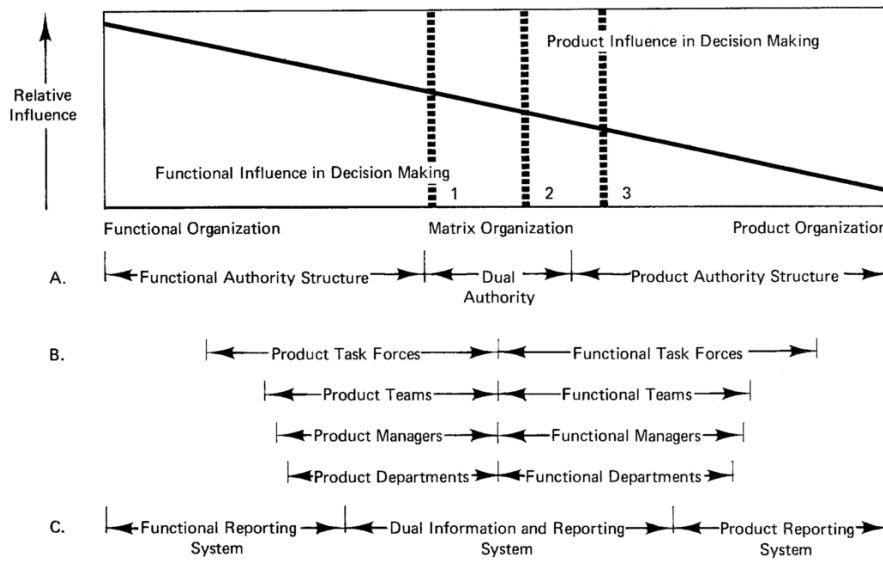 Product Influence in Decision Making
Relative
Influence
Functional Influence in Decision Making
1
2
3
Functional Organization
Matrix Organization
Product Organization
A.
Functional Authority Structure
Dual
Authority
Product Authority Structure
B.
Product Task Forces
Functional Task Forces
Product Teams
Functional Teams
Product Managers
Functional Managers
Product Departments
Functional Departments
C.
Functional Reporting
System
Dual Information and Reporting
System
Product Reporting
System